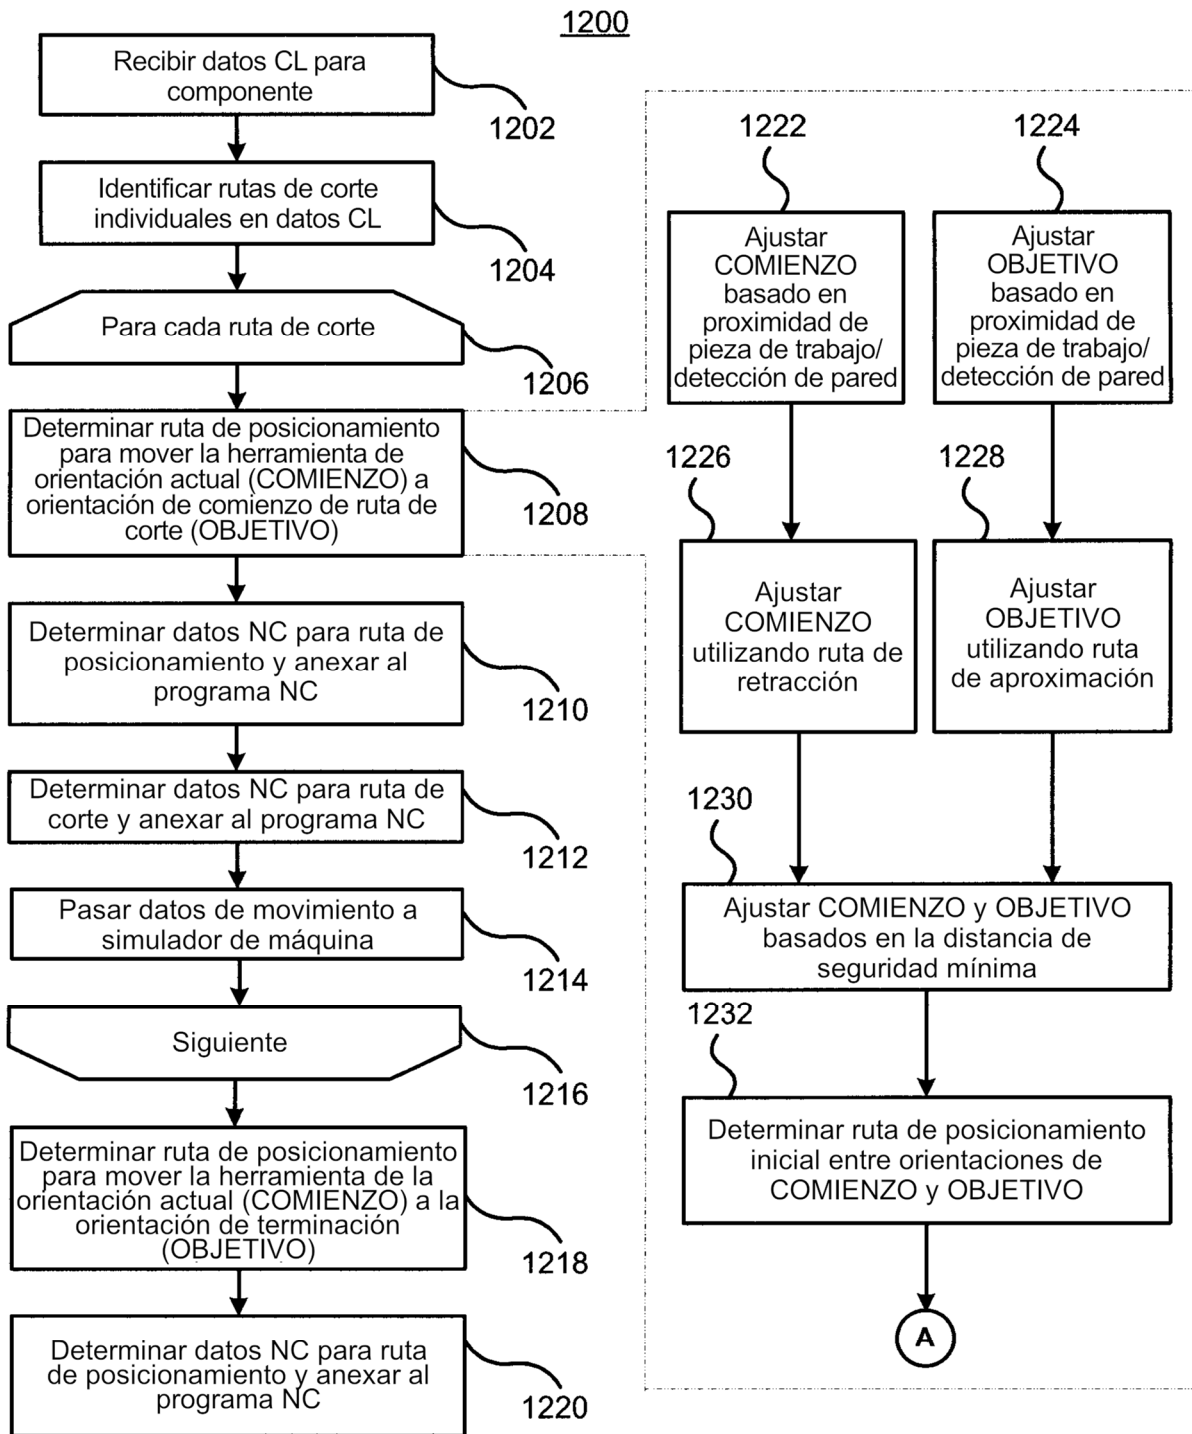 1200
Recibir datos CL para
componente
1202
Identificar rutas de corte
individuales en datos CL
1204
Para cada ruta de corte
1206
Determinar ruta de posicionamiento
para mover la herramienta de
orientación actual (COMIENZO) a
orientación de comienzo de ruta de
corte (OBJETIVO)
1208
Determinar datos NC para ruta de
posicionamiento y anexar al
programa NC
1210
Determinar datos NC para ruta de
corte y anexar al programa NC
1212
Pasar datos de movimiento a
simulador de máquina
1214
Siguiente
1216
Determinar ruta de posicionamiento
para mover la herramienta de la
orientación actual (COMIENZO) a la
orientación de terminación
(OBJETIVO)
1218
Determinar datos NC para ruta
de posicionamiento y anexar al
programa NC
1220
1222
Ajustar
COMIENZO
basado en
proximidad de
pieza de trabajo/
detección de pared
1224
Ajustar
OBJETIVO
basado en
proximidad de
pieza de trabajo/
detección de pared
1226
Ajustar
COMIENZO
utilizando ruta de
retracción
1228
Ajustar
OBJETIVO
utilizando ruta
de aproximación
1230
Ajustar COMIENZO y OBJETIVO
basados en la distancia de
seguridad mínima
1232
Determinar ruta de posicionamiento
inicial entre orientaciones de
COMIENZO y OBJETIVO
A